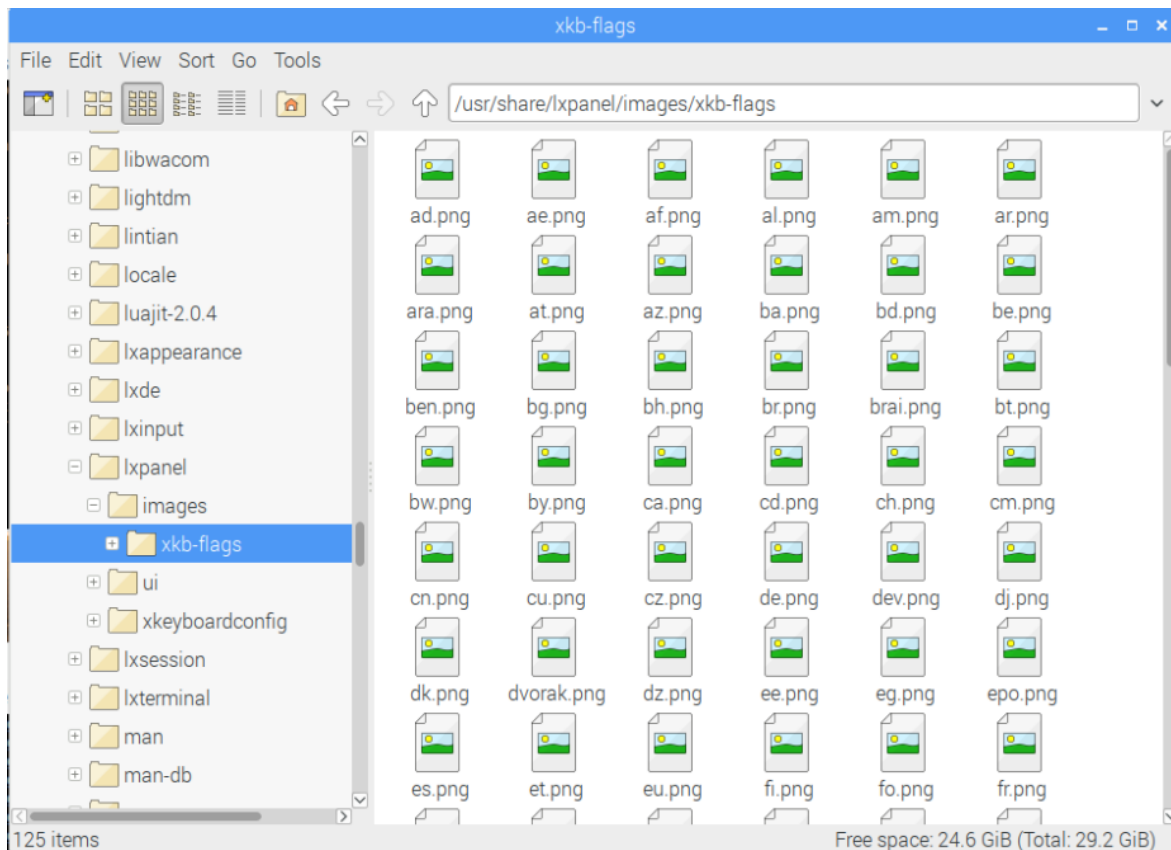 xkb-flags
File Edit View Sort Go Tools
/usr/share/lxpanel/images/xkb-flags
libwacom
lightdm
lintian
locale
luajit-2.0.4
lxappearance
lxde
lxinput
lxpanel
images
xkb-flags
ui
xkeyboardconfig
lxsession
lxterminal
man
man-db
ad.png ae.png af.png al.png am.png ar.png
ara.png at.png az.png ba.png bd.png be.png
ben.png bg.png bh.png br.png brai.png bt.png
bw.png by.png ca.png cd.png ch.png cm.png
cn.png cu.png cz.png de.png dev.png dj.png
dk.png dvorak.png dz.png ee.png eg.png epo.png
es.png et.png eu.png fi.png fo.png fr.png
125 items Free space: 24.6 GiB (Total: 29.2 GiB)